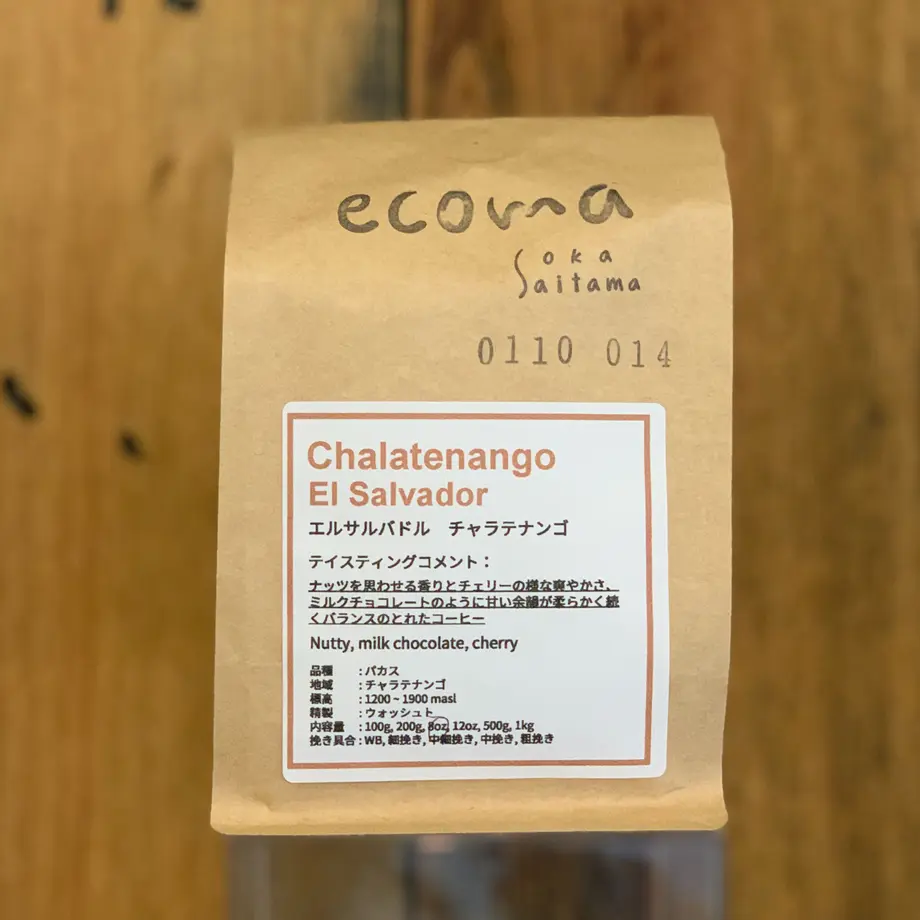 ecoma
Soka
Saitama
0110 014
Chalatenango
El Salvador
エルサルバドル　チャラテナンゴ
テイスティングコメント：
ナッツを思わせる香りとチェリーの様な爽やかさ、
ミルクチョコレートのように甘い余韻が柔らかく続
くバランスのとれたコーヒー
Nutty, milk chocolate, cherry
品種 : パカス
地域 : チャラテナンゴ
標高 : 1200 ~ 1900 masl
精製 : ウォッシュト
内容量 : 100g, 200g, 8oz, 12oz, 500g, 1kg
挽き具合 : WB, 細挽き, 中細挽き, 中挽き, 粗挽き